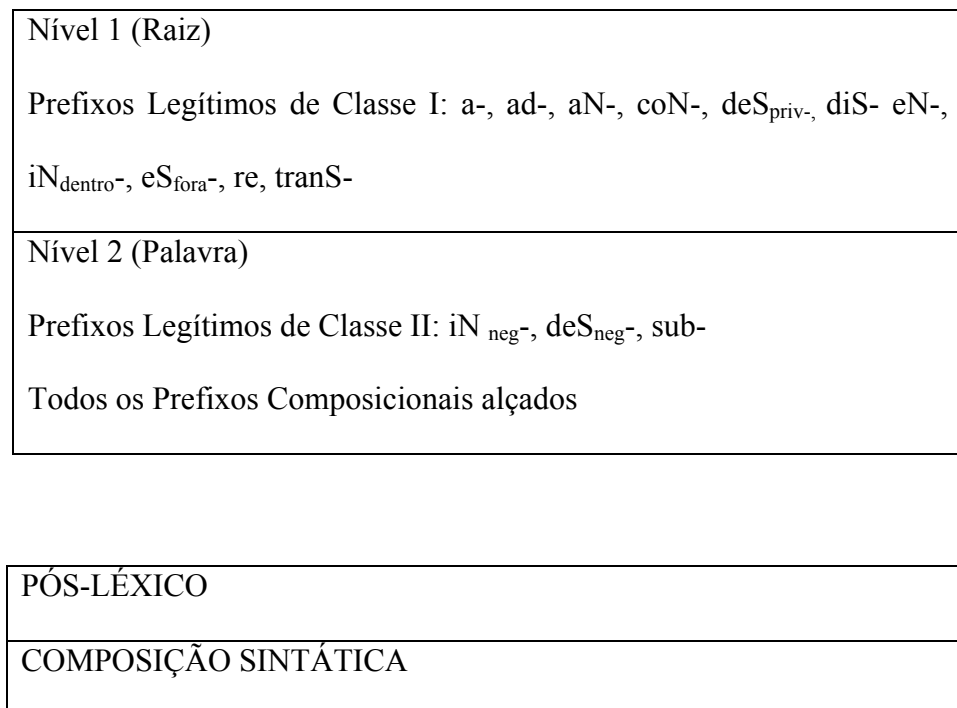 Nível 1 (Raiz)
Prefixos Legítimos de Classe I: a-, ad-, aN-, coN-, deSpriv-, diS- eN-,
iNdentro-, eSfora-, re, tranS-
Nível 2 (Palavra)
Prefixos Legítimos de Classe II: iN neg-, deSneg-, sub-
Todos os Prefixos Composicionais alçados
PÓS-LÉXICO
COMPOSIÇÃO SINTÁTICA